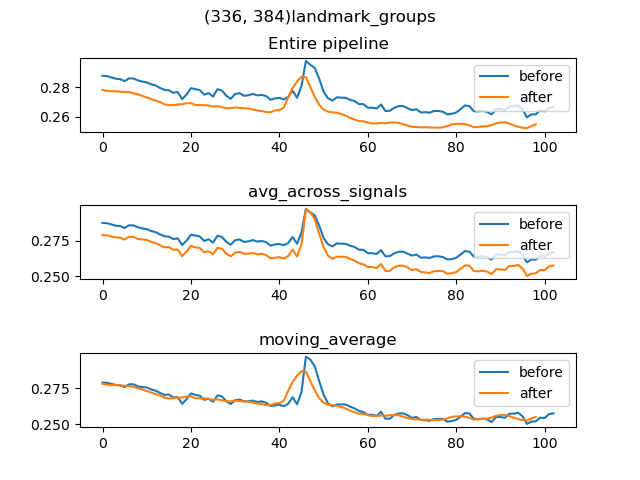 (336, 384)landmark_groups
Entire pipeline
0.28
0.26
before
after
0 20 40 60 80 100
avg_across_signals
0.275
0.250
before
after
0 20 40 60 80 100
moving_average
0.275
0.250
before
after
0 20 40 60 80 100